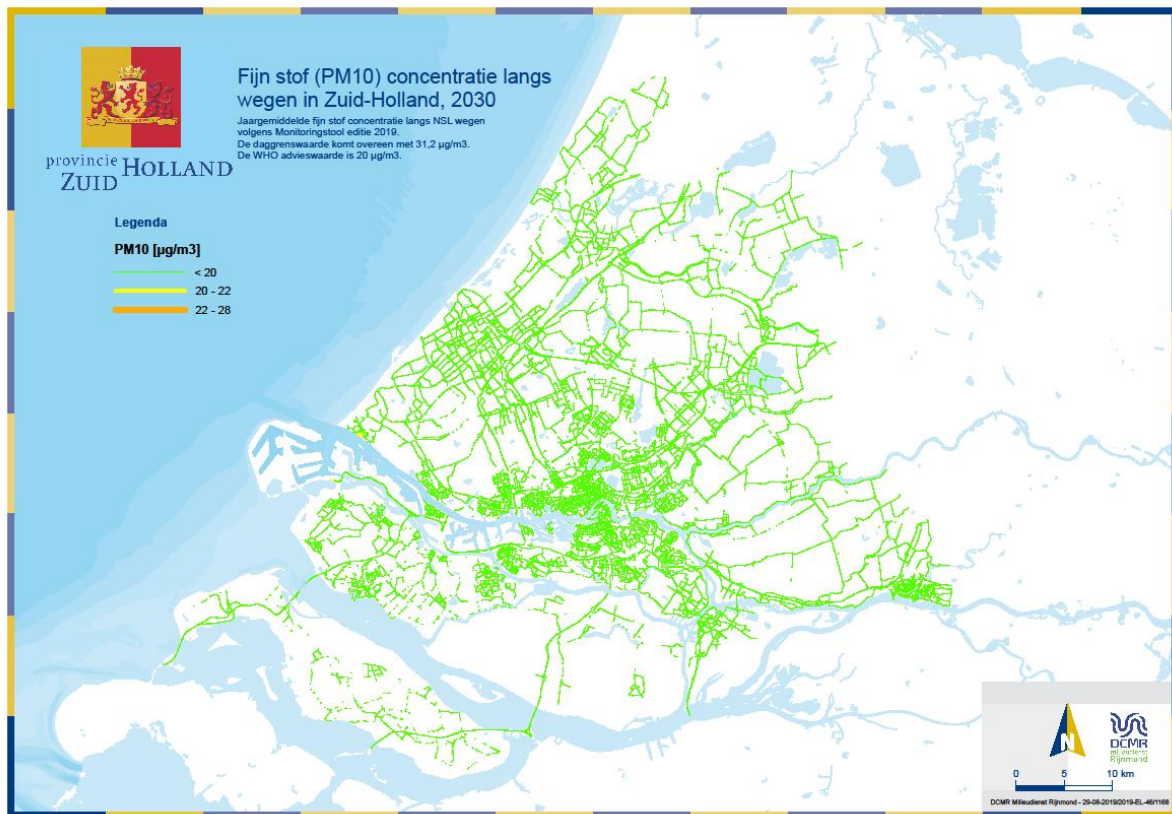 provincie HOLLAND
ZUID
Fijn stof (PM10) concentratie langs
wegen in Zuid-Holland, 2030
Jaargemiddelde fijn stof concentratie langs NSL wegen
volgens Monitoringstool editie 2019.
De daggrenswaarde komt overeen met 31,2 µg/m3.
De WHO advieswaarde is 20 µg/m3.
Legenda
PM10 [µg/m3]
< 20
20 - 22
22 - 28
N
DCMR
milieudienst
Rijnmond
0 5 10 km
DCMR Milieudienst Rijnmond - 29-08-2019/2019-EL-46/1168